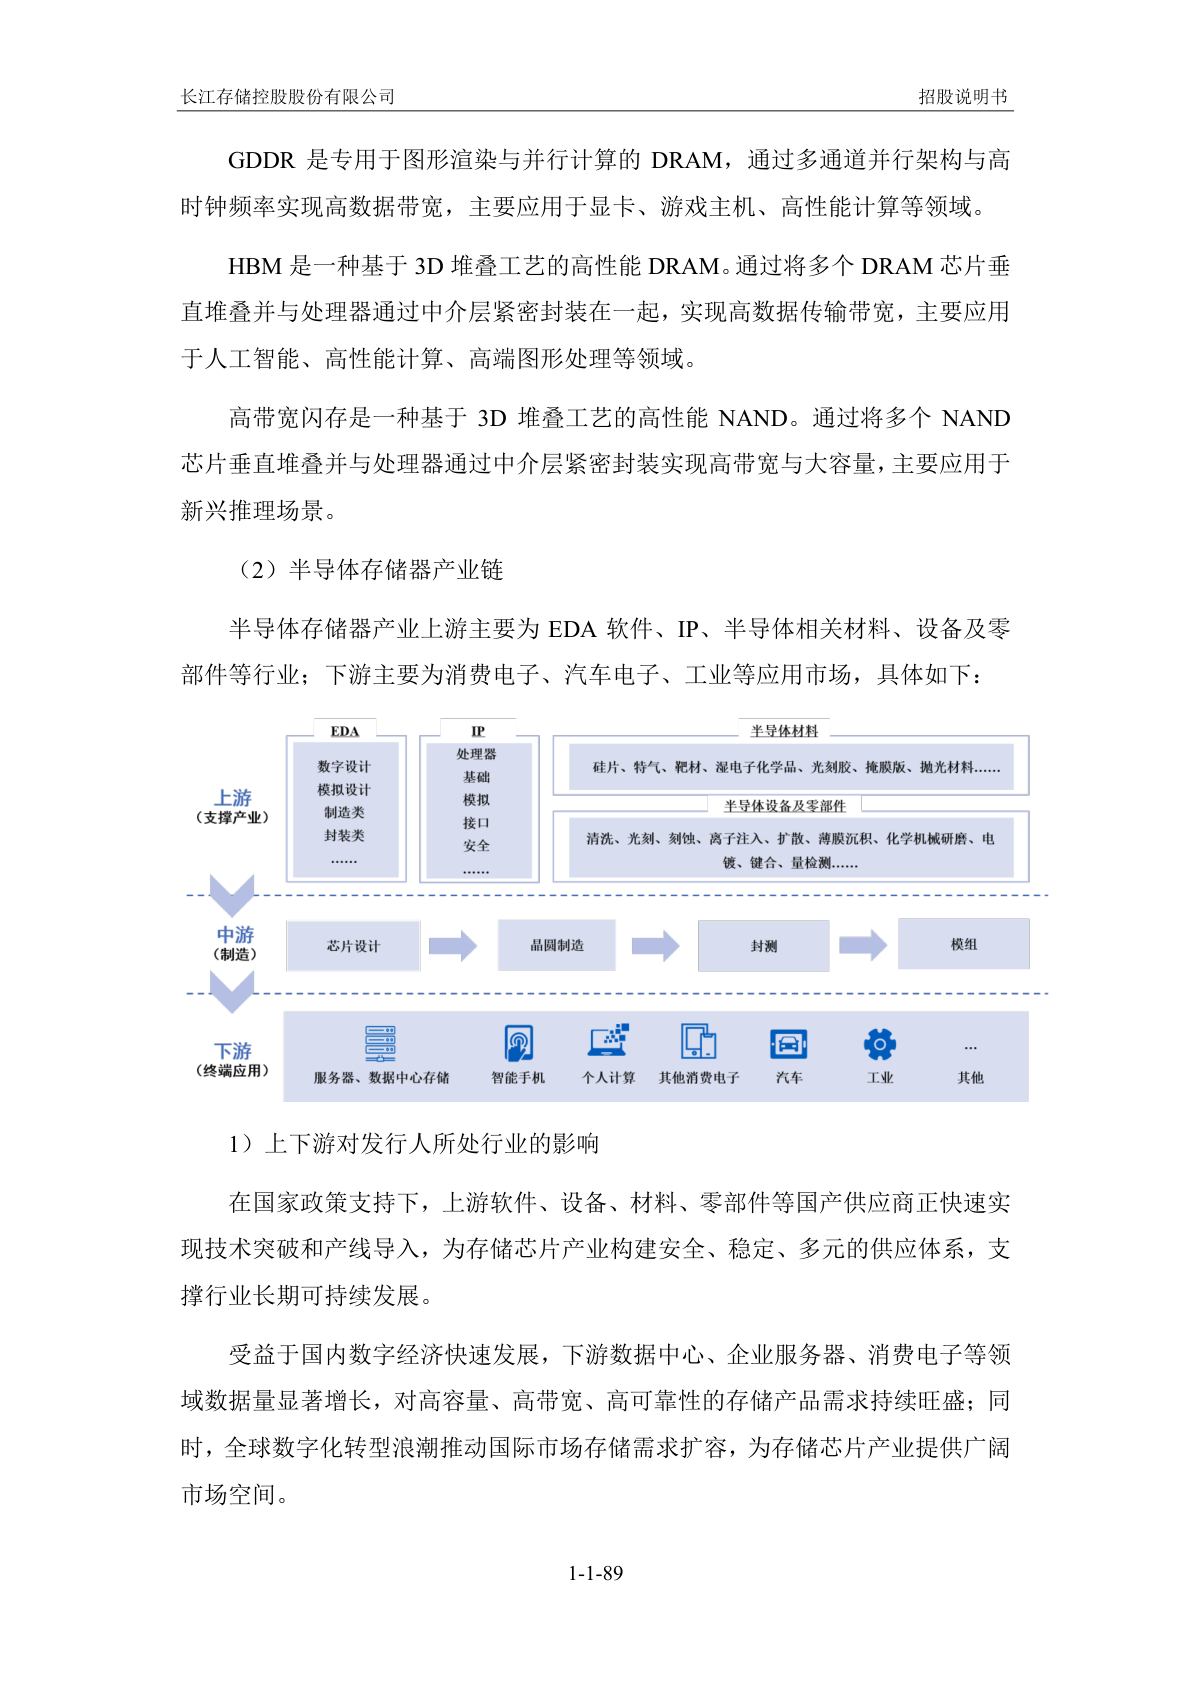 长江存储控股股份有限公司 招股说明书
GDDR 是专用于图形渲染与并行计算的 DRAM，通过多通道并行架构与高
时钟频率实现高数据带宽，主要应用于显卡、游戏主机、高性能计算等领域。
HBM 是一种基于 3D 堆叠工艺的高性能 DRAM。通过将多个 DRAM 芯片垂
直堆叠并与处理器通过中介层紧密封装在一起，实现高数据传输带宽，主要应用
于人工智能、高性能计算、高端图形处理等领域。
高带宽闪存是一种基于 3D 堆叠工艺的高性能 NAND。通过将多个 NAND
芯片垂直堆叠并与处理器通过中介层紧密封装实现高带宽与大容量，主要应用于
新兴推理场景。
（2）半导体存储器产业链
半导体存储器产业上游主要为 EDA 软件、IP、半导体相关材料、设备及零
部件等行业；下游主要为消费电子、汽车电子、工业等应用市场，具体如下：
上游
（支撑产业）
EDA
数字设计
模拟设计
制造类
封装类
......
IP
处理器
基础
模拟
接口
安全
......
半导体材料
硅片、特气、靶材、湿电子化学品、光刻胶、掩膜版、抛光材料......
半导体设备及零部件
清洗、光刻、刻蚀、离子注入、扩散、薄膜沉积、化学机械研磨、电
镀、键合、量检测......
中游
（制造）
芯片设计
晶圆制造
封测
模组
下游
（终端应用）
服务器、数据中心存储
智能手机
个人计算
其他消费电子
汽车
工业
...
其他
1）上下游对发行人所处行业的影响
在国家政策支持下，上游软件、设备、材料、零部件等国产供应商正快速实
现技术突破和产线导入，为存储芯片产业构建安全、稳定、多元的供应体系，支
撑行业长期可持续发展。
受益于国内数字经济快速发展，下游数据中心、企业服务器、消费电子等领
域数据量显著增长，对高容量、高带宽、高可靠性的存储产品需求持续旺盛；同
时，全球数字化转型浪潮推动国际市场存储需求扩容，为存储芯片产业提供广阔
市场空间。
1-1-89